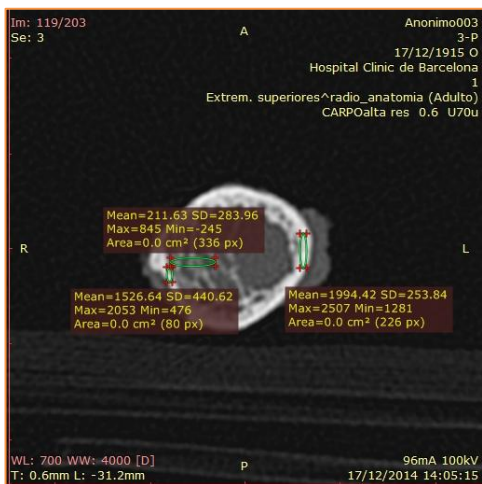 Im: 119/203
Se: 3
A
Anonimo003
3-P
17/12/1915 O
Hospital Clinic de Barcelona
1
Extrem. superiores^radio_anatomia (Adulto)
CARPOalta res 0.6 U70u
Mean=211.63 SD=283.96
Max=845 Min=-245
Area=0.0 cm² (336 px)
R
L
Mean=1526.64 SD=440.62
Max=2053 Min=476
Area=0.0 cm² (80 px)
Mean=1994.42 SD=253.84
Max=2507 Min=1281
Area=0.0 cm² (226 px)
WL: 700 WW: 4000 [D]
T: 0.6mm L: -31.2mm
P
96mA 100kV
17/12/2014 14:05:15